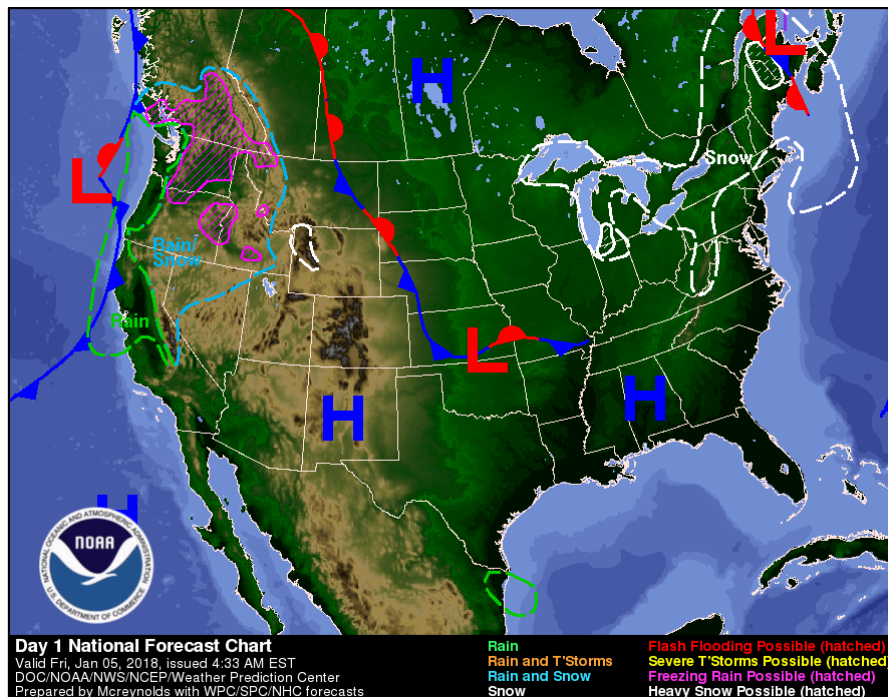 L
H
Snow
L
Rain/
Snow
Rain
L
H
H
H
NATIONAL OCEANIC AND ATMOSPHERIC ADMINISTRATION
NOAA
U.S. DEPARTMENT OF COMMERCE
Day 1 National Forecast Chart
Valid Fri, Jan 05, 2018, issued 4:33 AM EST
DOC/NOAA/NWS/NCEP/Weather Prediction Center
Prepared by Mcreynolds with WPC/SPC/NHC forecasts
Rain
Rain and T'Storms
Rain and Snow
Snow
Flash Flooding Possible (hatched)
Severe T'Storms Possible (hatched)
Freezing Rain Possible (hatched)
Heavy Snow Possible (hatched)